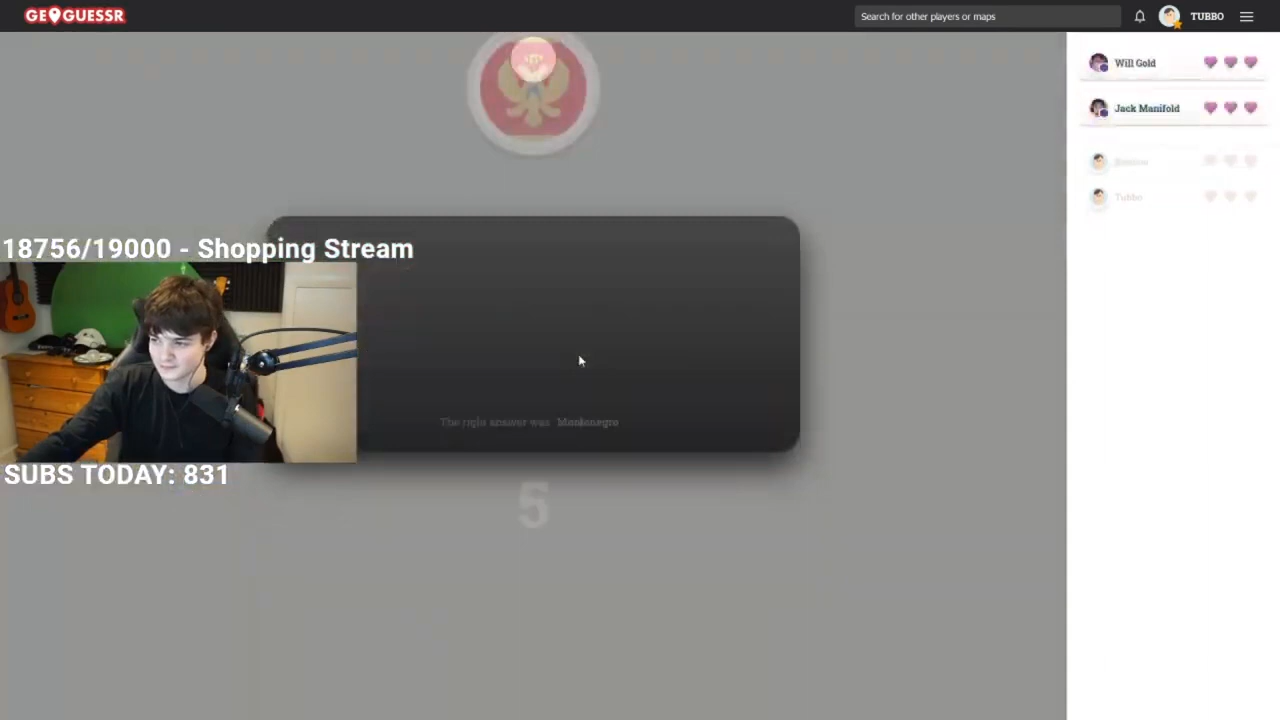 GEOGUESSR
Search for other players or maps
TUBBO
Will Gold
Jack Manifold
Tubbo
18756/19000 - Shopping Stream
The right answer was Montenegro
SUBS TODAY: 831
5